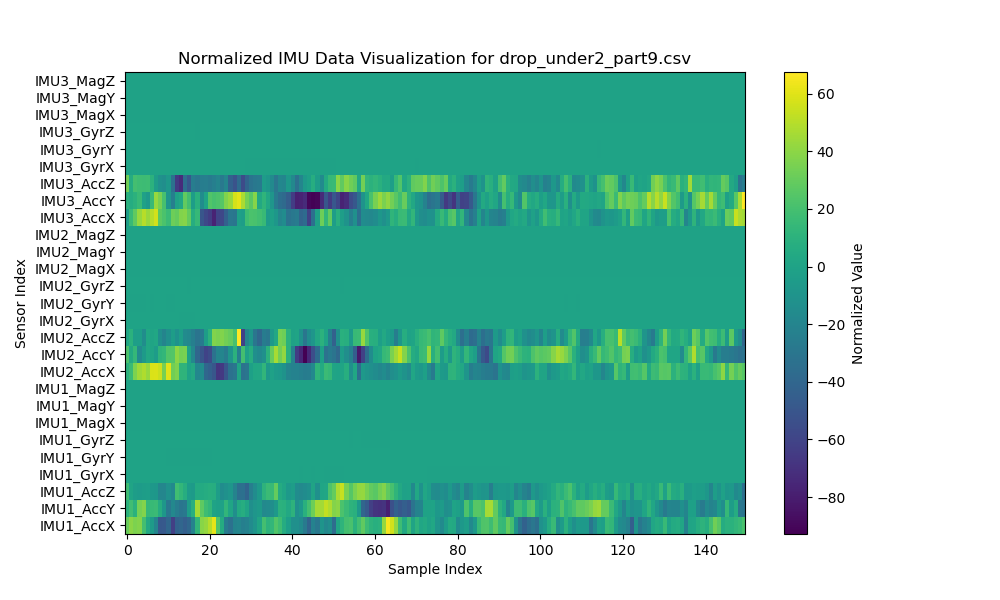 Normalized IMU Data Visualization for drop_under2_part9.csv
IMU3_MagZ
IMU3_MagY
IMU3_MagX
IMU3_GyrZ
IMU3_GyrY
IMU3_GyrX
IMU3_AccZ
IMU3_AccY
IMU3_AccX
IMU2_MagZ
IMU2_MagY
IMU2_MagX
IMU2_GyrZ
IMU2_GyrY
IMU2_GyrX
IMU2_AccZ
IMU2_AccY
IMU2_AccX
IMU1_MagZ
IMU1_MagY
IMU1_MagX
IMU1_GyrZ
IMU1_GyrY
IMU1_GyrX
IMU1_AccZ
IMU1_AccY
IMU1_AccX
Sensor Index
0 20 40 60 80 100 120 140
Sample Index
60
40
20
0
−20
−40
−60
−80
Normalized Value